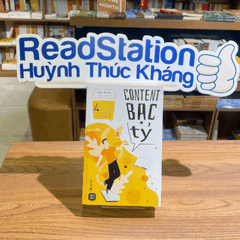 ReadStation
Huỳnh Thúc Kháng
CONTENT
BẠC
TỶ